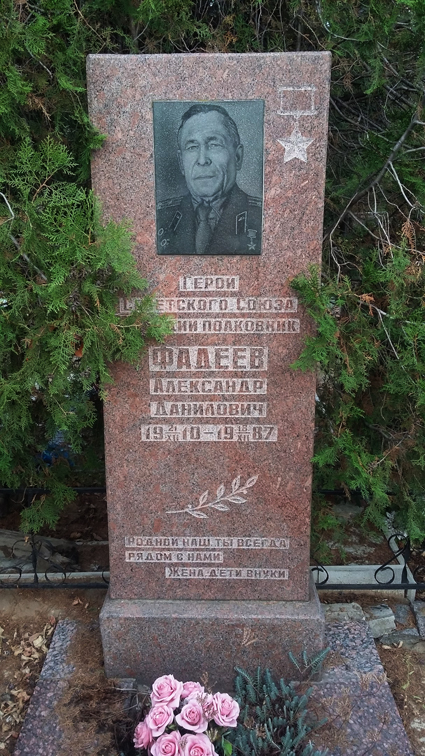 Герой
Советского Союза
полковник
Фадеев
Александр
Данилович
19 21/XII 10 – 19 /XII 87
Родной наш, ты всегда
рядом с нами
Жена, дети, внуки